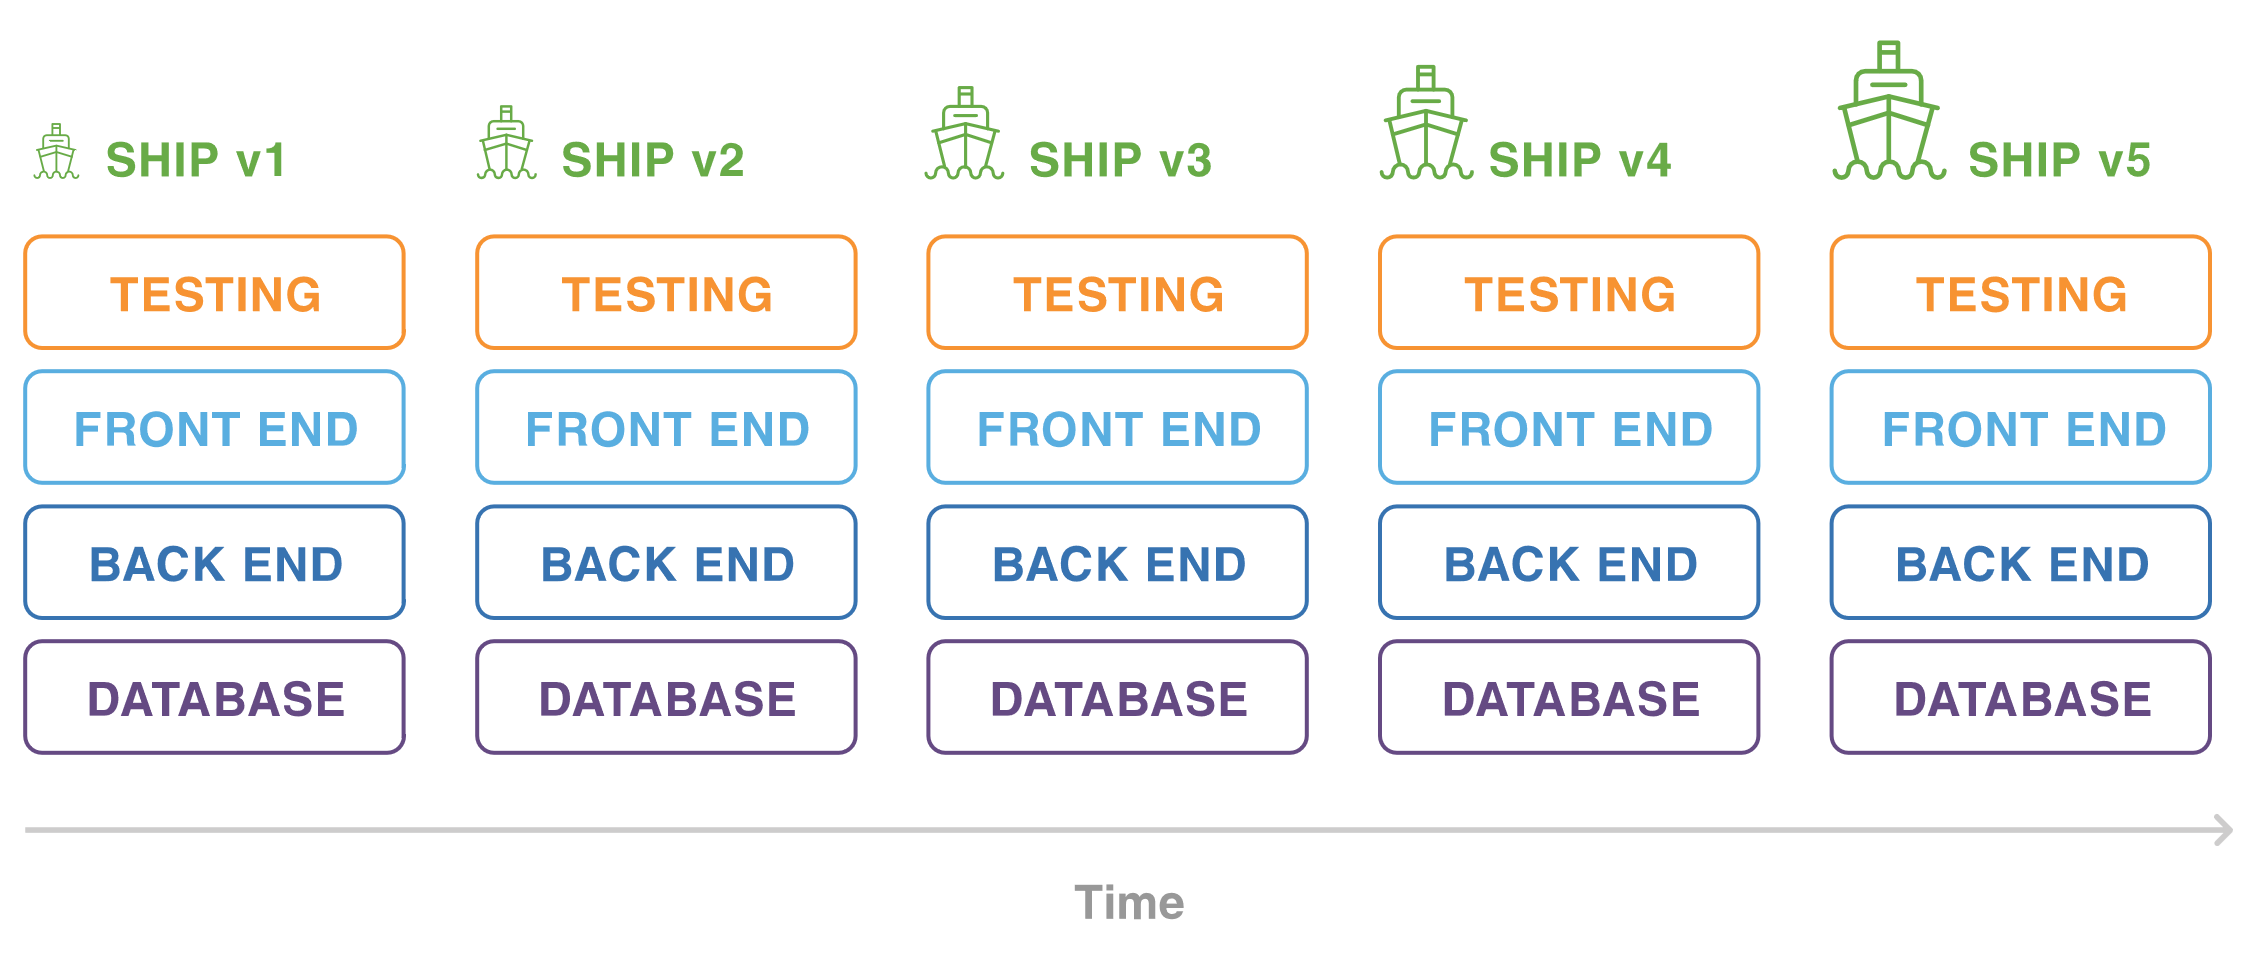 SHIP v1 SHIP v2 SHIP v3 SHIP v4 SHIP v5
TESTING TESTING TESTING TESTING TESTING
FRONT END FRONT END FRONT END FRONT END FRONT END
BACK END BACK END BACK END BACK END BACK END
DATABASE DATABASE DATABASE DATABASE DATABASE
Time